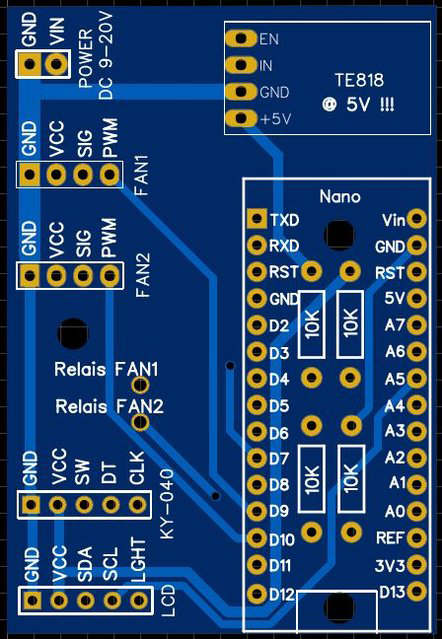 GND VIN
POWER
DC 9-20V
EN
IN
GND
+5V
TE818
@ 5V !!!
GND VCC SIG PWM
FAN1
GND VCC SIG PWM
FAN2
Relais FAN1
Relais FAN2
GND VCC SW DT CLK
KY-040
GND VCC SDA SCL LGHT
LCD
Nano
TXD Vin
RXD GND
RST RST
GND 5V
D2 A7
D3 A6
D4 A5
D5 A4
D6 A3
D7 A2
D8 A1
D9 A0
D10 REF
D11 3V3
D12 D13
10K 10K
10K 10K